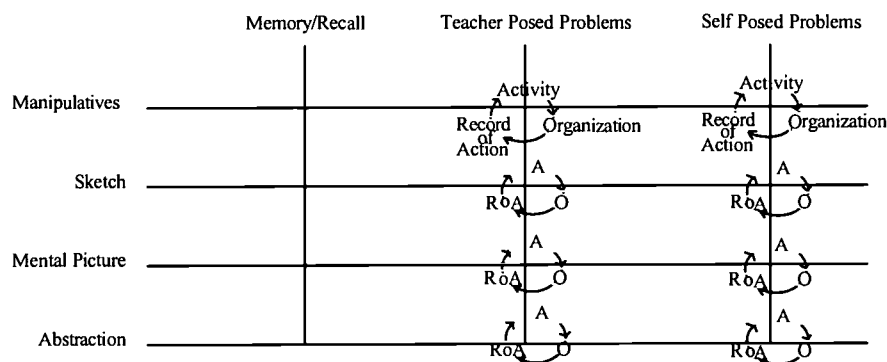 Memory/Recall Teacher Posed Problems Self Posed Problems
Manipulatives
Activity
Organization
Record
of
Action
Activity
Organization
Record
of
Action
Sketch
A
O
RoA
A
O
RoA
Mental Picture
A
O
RoA
A
O
RoA
Abstraction
A
O
RoA
A
O
RoA